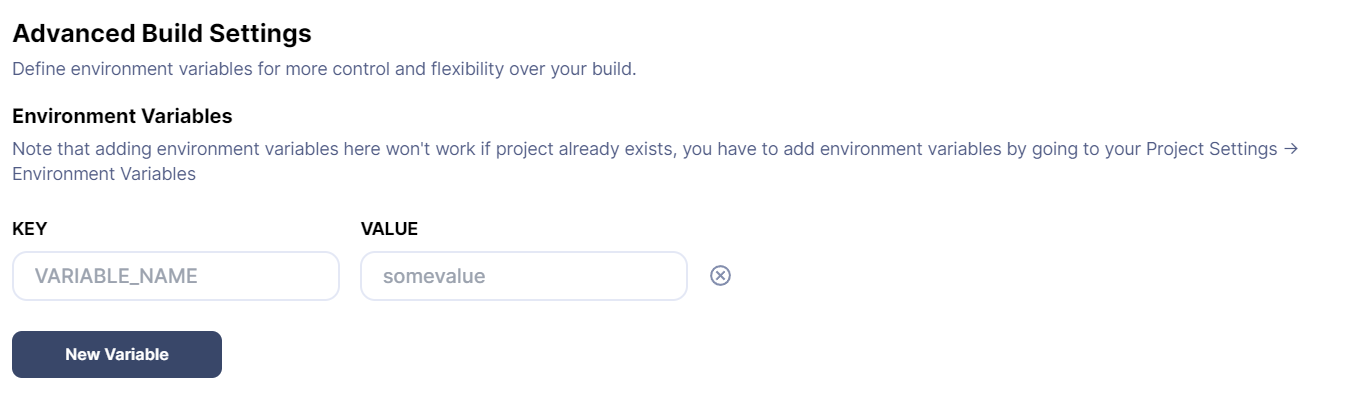 Advanced Build Settings
Define environment variables for more control and flexibility over your build.
Environment Variables
Note that adding environment variables here won't work if project already exists, you have to add environment variables by going to your Project Settings →
Environment Variables
KEY VALUE
VARIABLE_NAME somevalue
New Variable